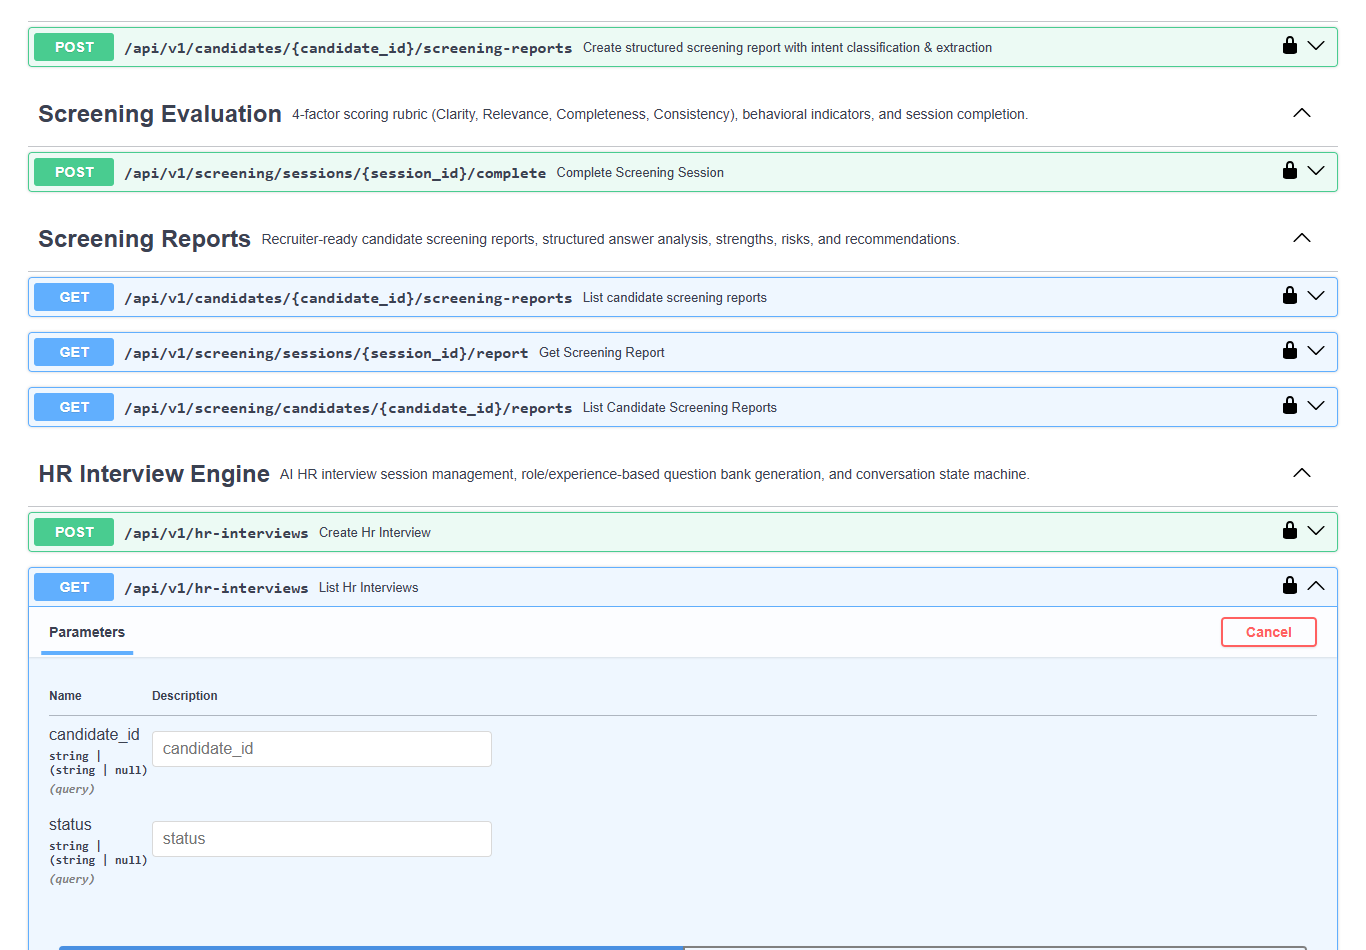 POST /api/v1/candidates/{candidate_id}/screening-reports Create structured screening report with intent classification & extraction
Screening Evaluation 4-factor scoring rubric (Clarity, Relevance, Completeness, Consistency), behavioral indicators, and session completion.
POST /api/v1/screening/sessions/{session_id}/complete Complete Screening Session
Screening Reports Recruiter-ready candidate screening reports, structured answer analysis, strengths, risks, and recommendations.
GET /api/v1/candidates/{candidate_id}/screening-reports List candidate screening reports
GET /api/v1/screening/sessions/{session_id}/report Get Screening Report
GET /api/v1/screening/candidates/{candidate_id}/reports List Candidate Screening Reports
HR Interview Engine AI HR interview session management, role/experience-based question bank generation, and conversation state machine.
POST /api/v1/hr-interviews Create Hr Interview
GET /api/v1/hr-interviews List Hr Interviews
Parameters Cancel
Name Description
candidate_id candidate_id
string |
(string | null)
(query)
status status
string |
(string | null)
(query)